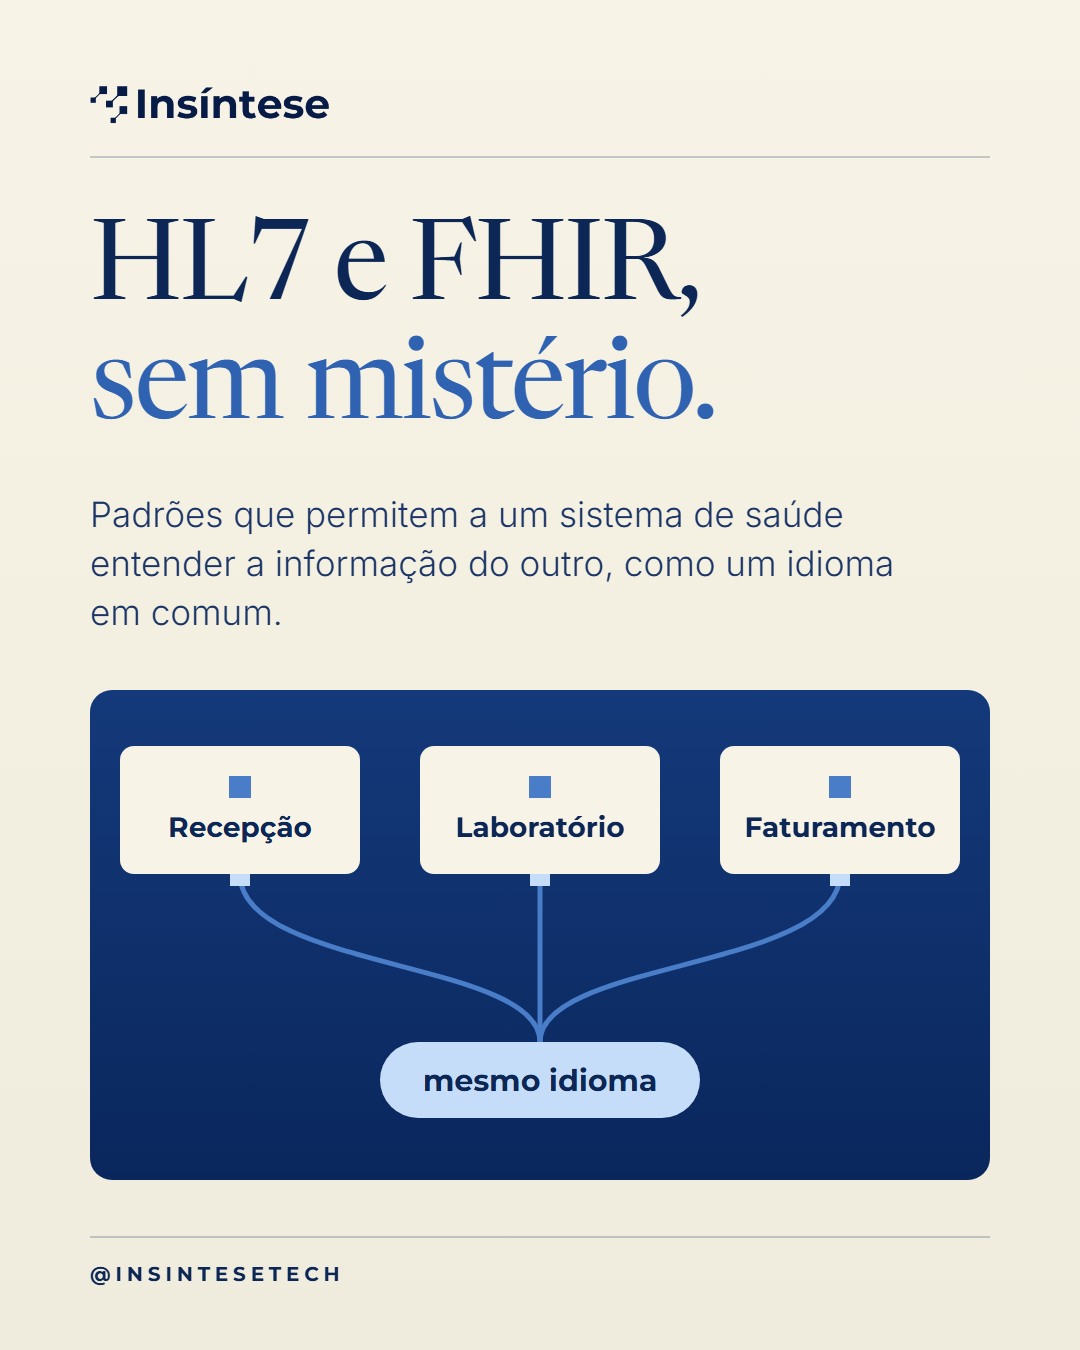 Insíntese
HL7 e FHIR,
sem mistério.
Padrões que permitem a um sistema de saúde
entender a informação do outro, como um idioma
em comum.
Recepção
Laboratório
Faturamento
mesmo idioma
@INSINTESETECH